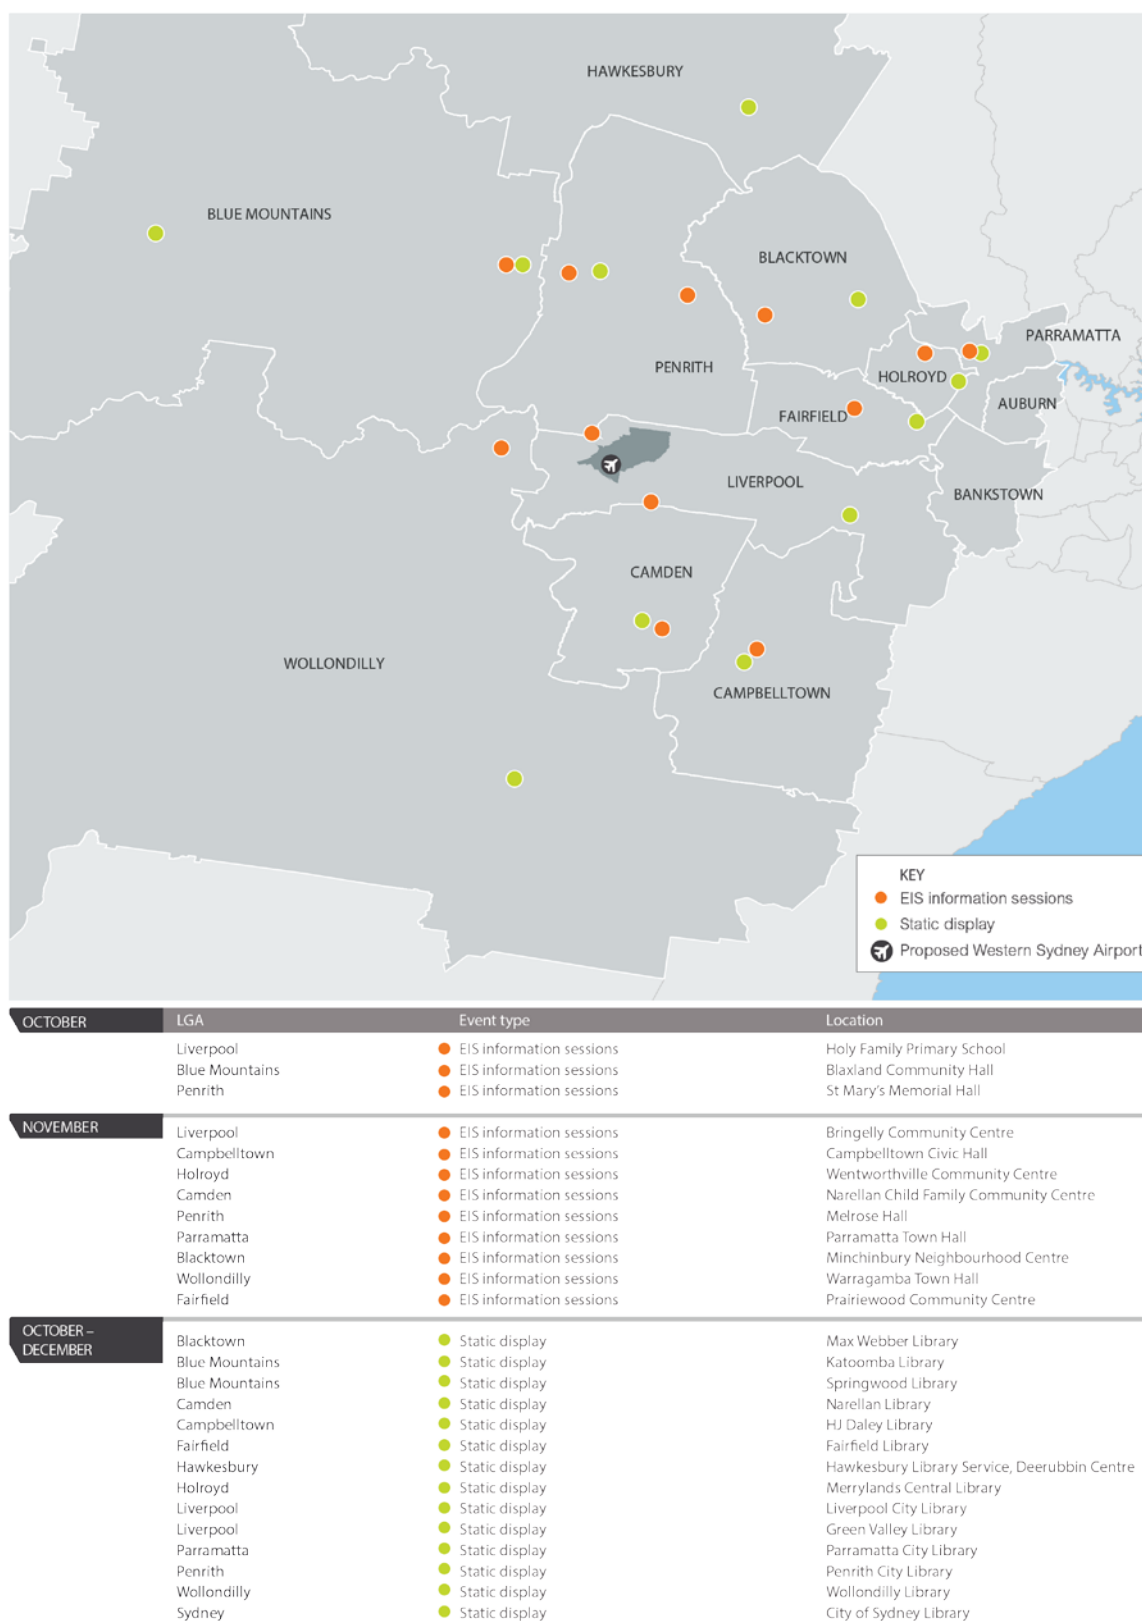 HAWKESBURY
BLUE MOUNTAINS
BLACKTOWN
PARRAMATTA
PENRITH
HOLROYD
AUBURN
FAIRFIELD
LIVERPOOL
BANKSTOWN
CAMDEN
WOLLONDILLY
CAMPBELLTOWN
KEY
EIS information sessions
Static display
Proposed Western Sydney Airport
OCTOBER LGA Event type Location
Liverpool EIS information sessions Holy Family Primary School
Blue Mountains EIS information sessions Blaxland Community Hall
Penrith EIS information sessions St Mary's Memorial Hall
NOVEMBER
Liverpool EIS information sessions Bringelly Community Centre
Campbelltown EIS information sessions Campbelltown Civic Hall
Holroyd EIS information sessions Wentworthville Community Centre
Camden EIS information sessions Narellan Child Family Community Centre
Penrith EIS information sessions Melrose Hall
Parramatta EIS information sessions Parramatta Town Hall
Blacktown EIS information sessions Minchinbury Neighbourhood Centre
Wollondilly EIS information sessions Warragamba Town Hall
Fairfield EIS information sessions Prairiewood Community Centre
OCTOBER –
DECEMBER
Blacktown Static display Max Webber Library
Blue Mountains Static display Katoomba Library
Blue Mountains Static display Springwood Library
Camden Static display Narellan Library
Campbelltown Static display HJ Daley Library
Fairfield Static display Fairfield Library
Hawkesbury Static display Hawkesbury Library Service, Deerubbin Centre
Holroyd Static display Merrylands Central Library
Liverpool Static display Liverpool City Library
Liverpool Static display Green Valley Library
Parramatta Static display Parramatta City Library
Penrith Static display Penrith City Library
Wollondilly Static display Wollondilly Library
Sydney Static display City of Sydney Library